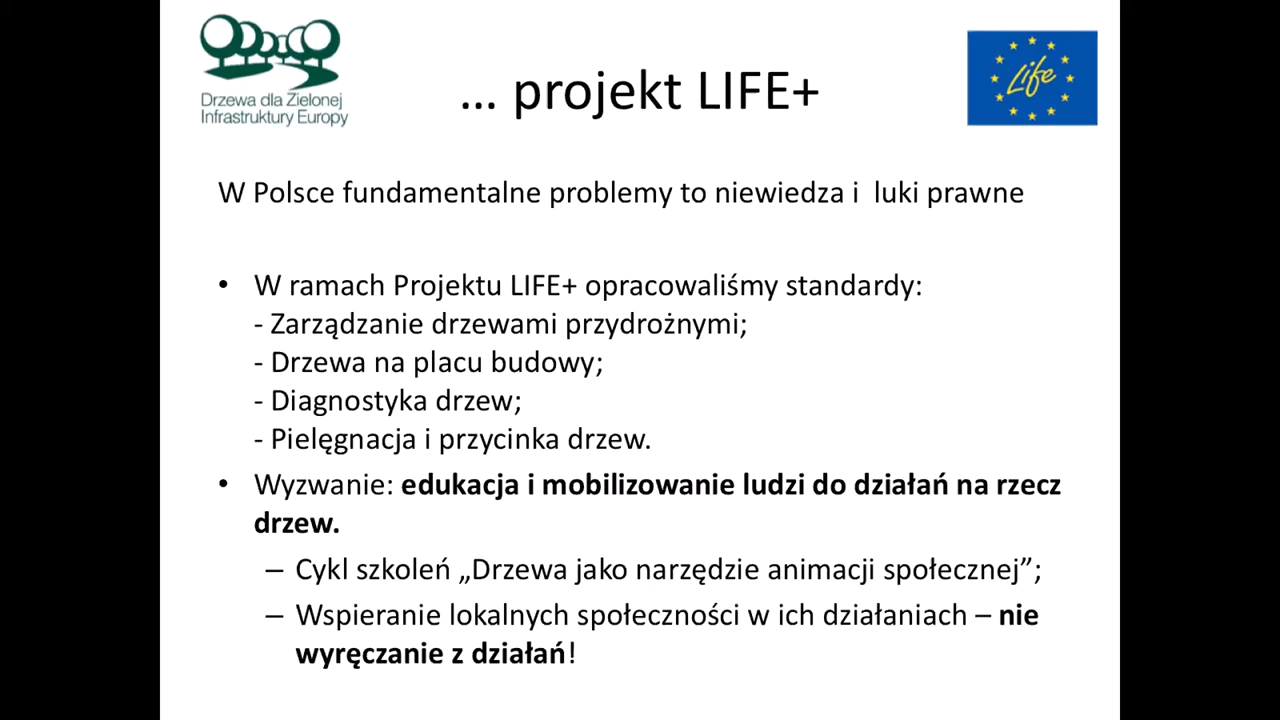 Drzewa dla Zielonej
Infrastruktury Europy
... projekt LIFE+
Life
W Polsce fundamentalne problemy to niewiedza i luki prawne
• W ramach Projektu LIFE+ opracowaliśmy standardy:
- Zarządzanie drzewami przydrożnymi;
- Drzewa na placu budowy;
- Diagnostyka drzew;
- Pielęgnacja i przycinka drzew.
• Wyzwanie: edukacja i mobilizowanie ludzi do działań na rzecz
drzew.
– Cykl szkoleń „Drzewa jako narzędzie animacji społecznej”;
– Wspieranie lokalnych społeczności w ich działaniach – nie
wyręczanie z działań!